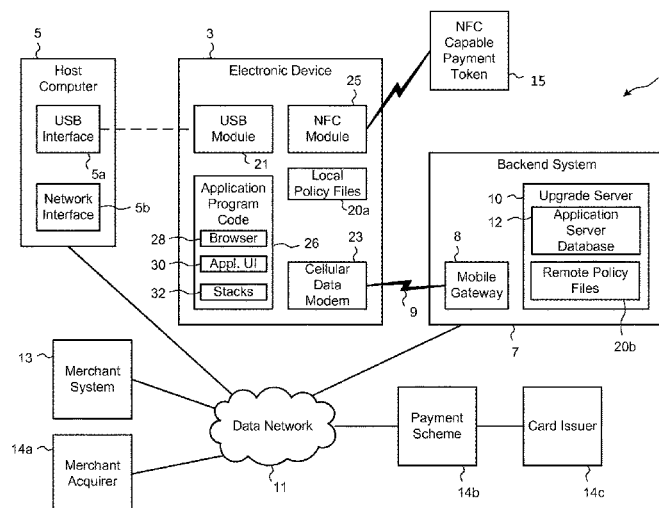 5
Host
Computer
USB
Interface
5a
Network
Interface
5b
3
Electronic Device
USB
Module
21
25
NFC
Module
Application
Program
Code
28
Browser
30
Appl. UI
32
Stacks
26
Local
Policy Files
20a
23
Cellular
Data
Modem
9
NFC
Capable
Payment
Token
15
Backend System
10
Upgrade Server
12
Application
Server
Database
8
Mobile
Gateway
Remote Policy
Files
20b
7
13
Merchant
System
14a
Merchant
Acquirer
Data Network
11
Payment
Scheme
14b
Card Issuer
14c